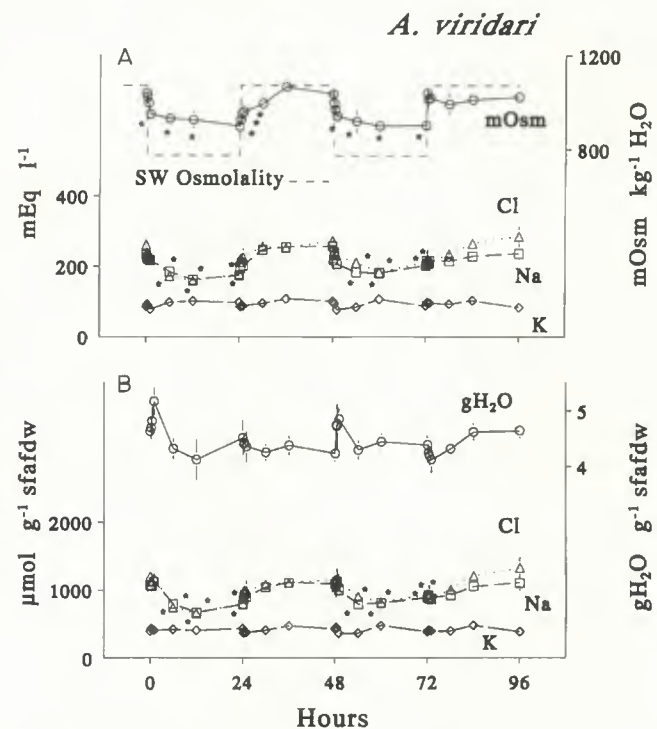 A. viridari
A
1200
800
mOsm kg⁻¹ H₂O
mOsm
SW Osmolality
mEq l⁻¹
400
200
0
Cl
Na
K
B
gH₂O
5
4
gH₂O g⁻¹ sfafdw
µmol g⁻¹ sfafdw
2000
1000
0
Cl
Na
K
0 24 48 72 96
Hours